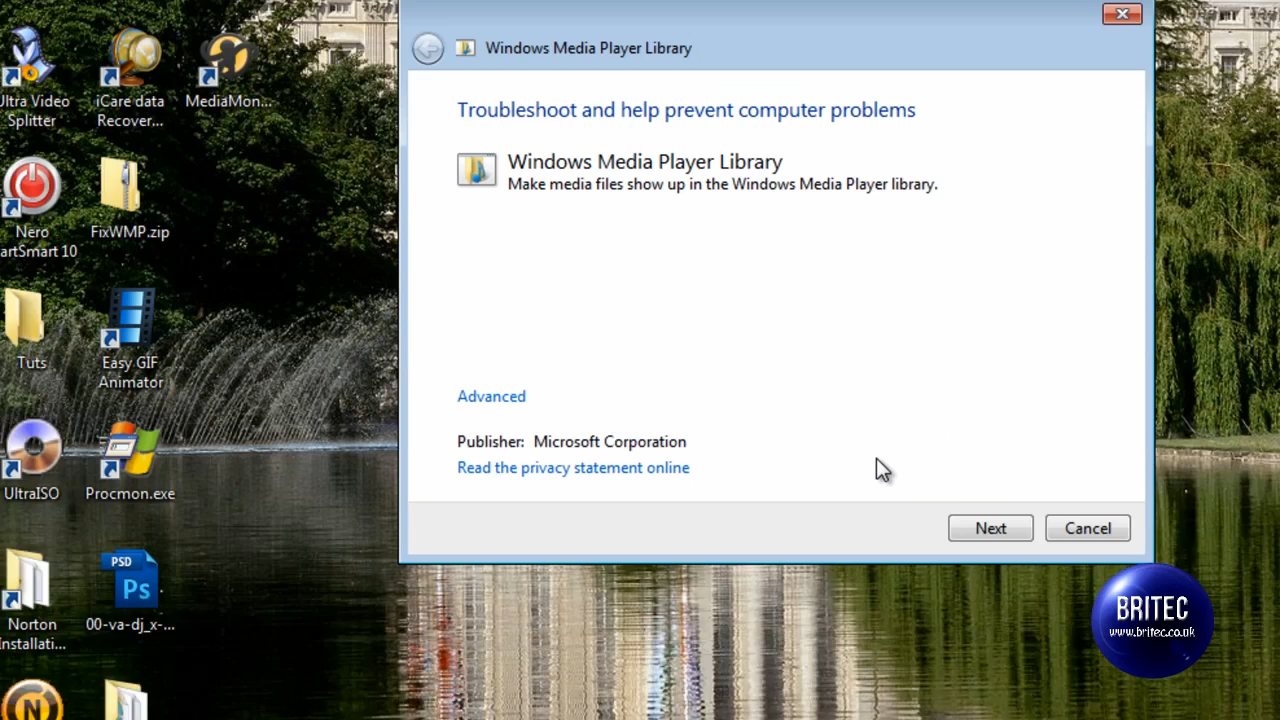 Windows Media Player Library
Troubleshoot and help prevent computer problems
Windows Media Player Library
Make media files show up in the Windows Media Player library.
Advanced
Publisher: Microsoft Corporation
Read the privacy statement online
Next
Cancel
Ultra Video
Splitter
iCare data
Recover...
MediaMon...
Nero
artSmart 10
FixWMP.zip
Tuts
Easy GIF
Animator
UltraISO
Procmon.exe
Norton
Installati...
PSD
Ps
00-va-dj_x-...
N
BRITEC
www.britec.co.uk